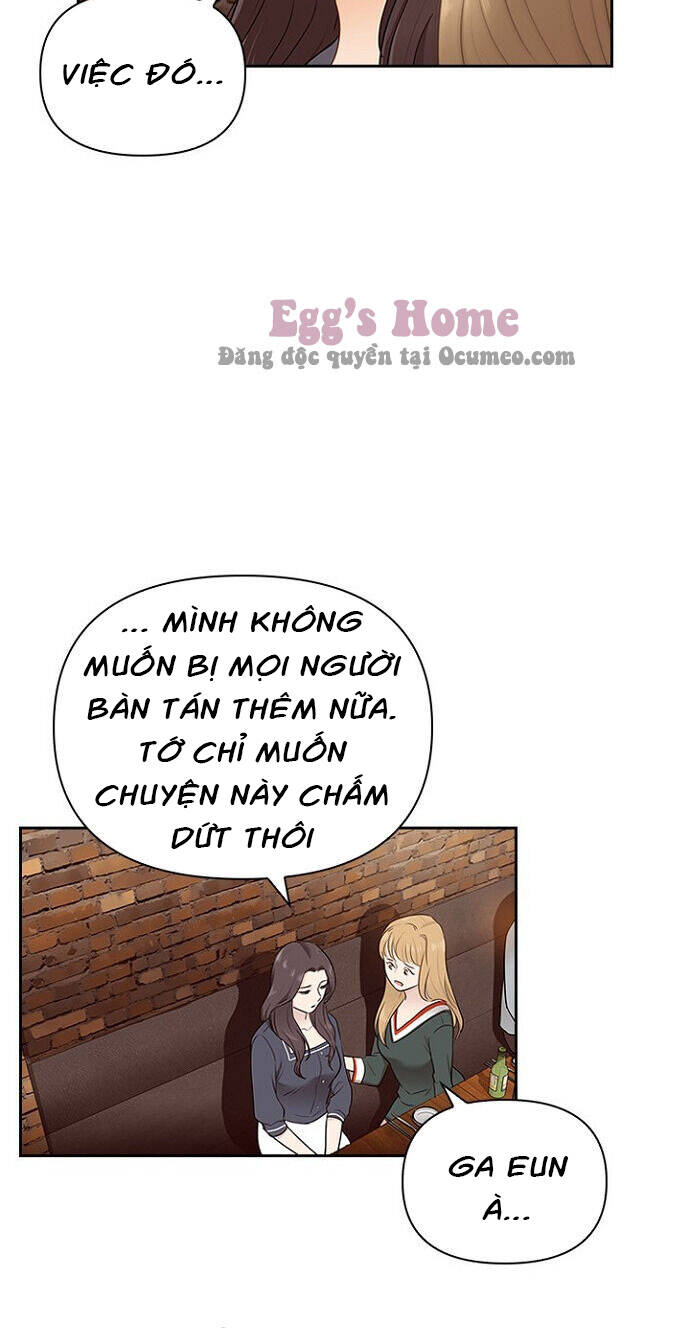 VIỆC ĐÓ...
Egg's Home
Đăng độc quyền tại Ocumeo.com
... MÌNH KHÔNG
MUỐN BỊ MỌI NGƯỜI
BÀN TÁN THÊM NỮA.
TỚ CHỈ MUỐN
CHUYỆN NÀY CHẤM
DỨT THÔI
GA EUN
À...